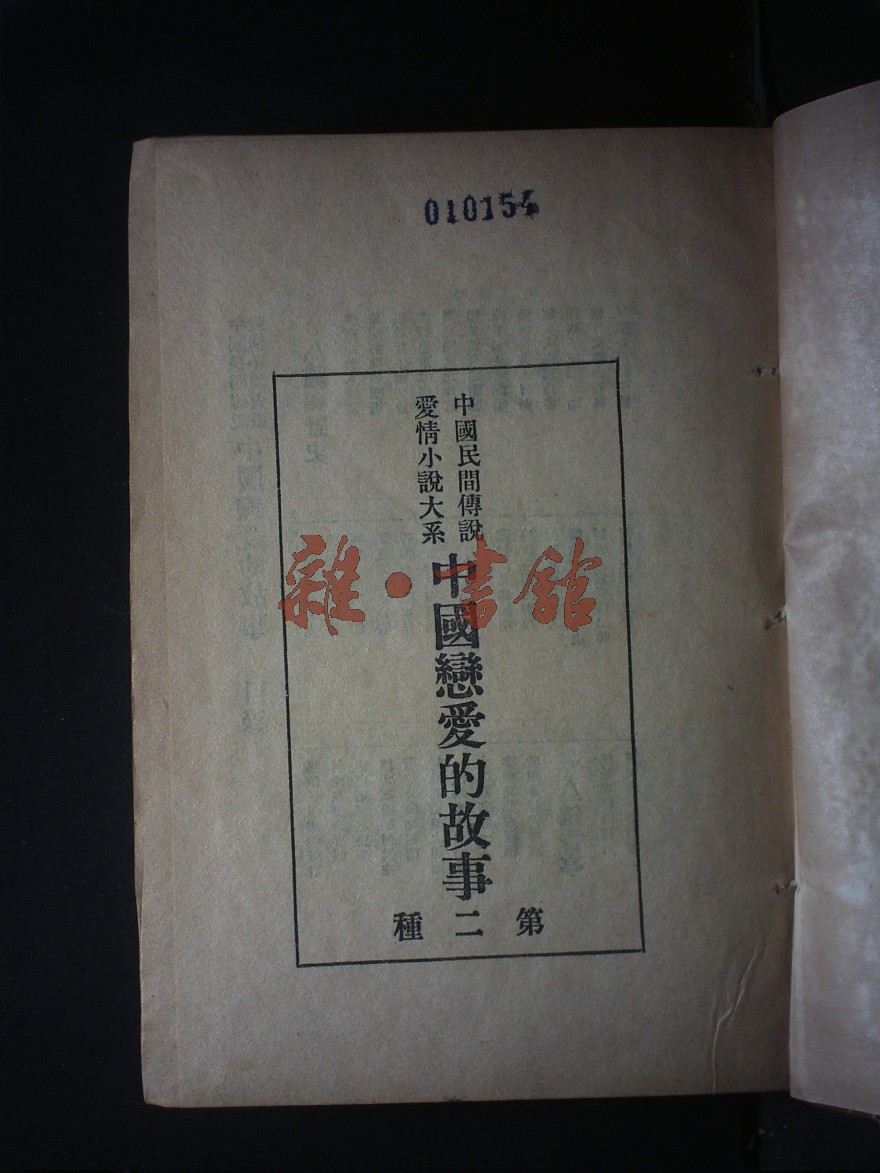 010154
中國民間傳說
愛情小說大系
中國戀愛的故事
第二種
雜·書館